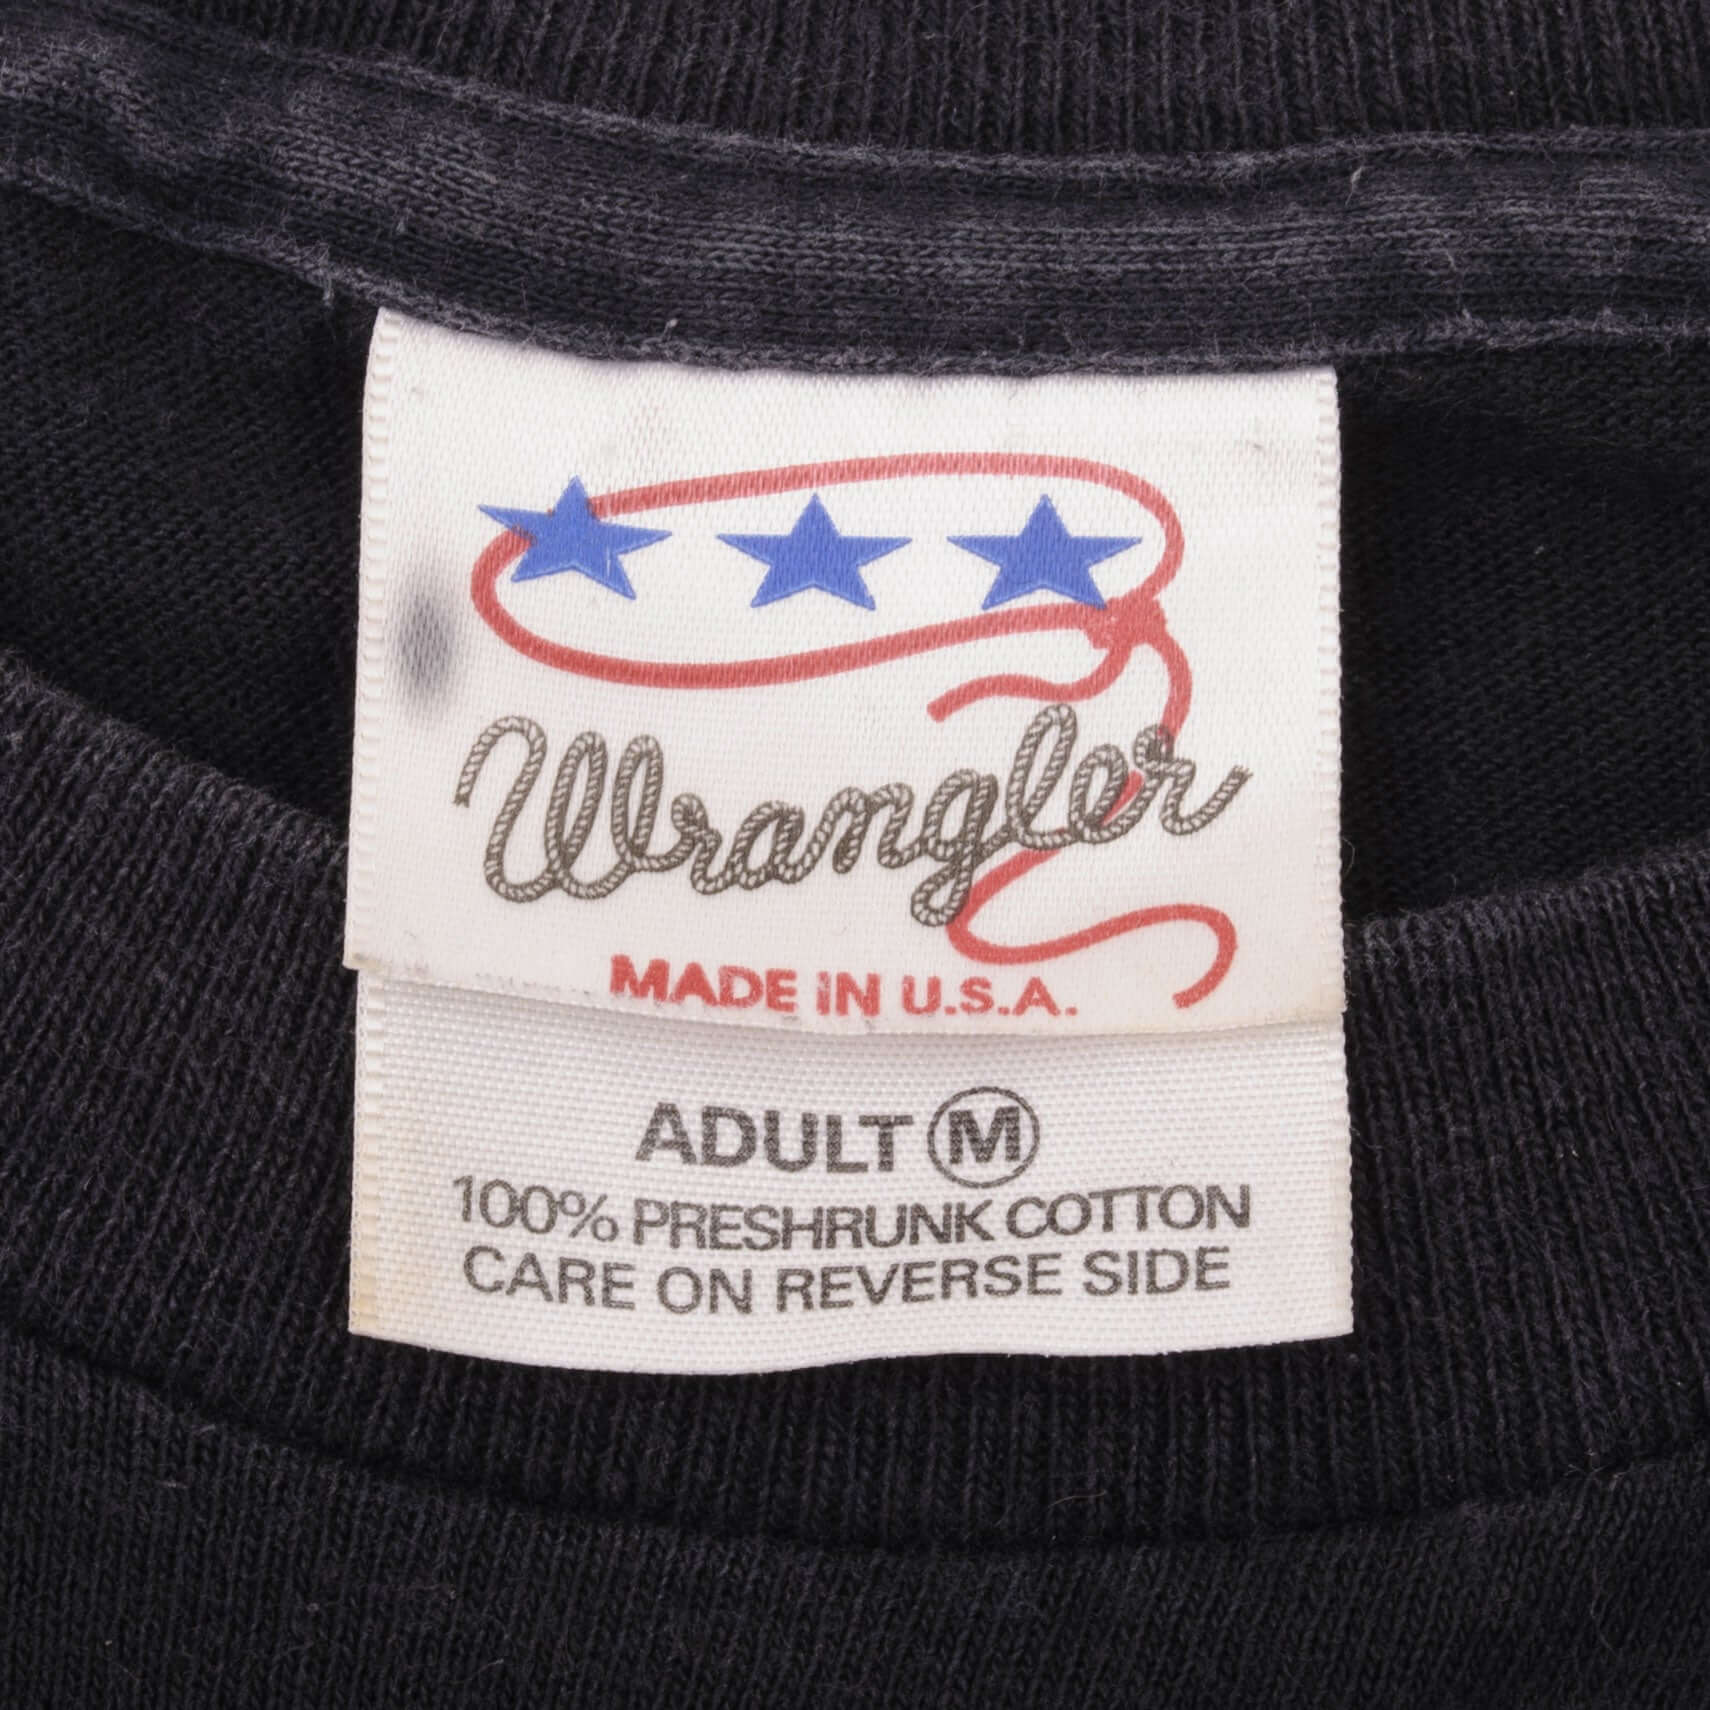 Wrangler
MADE IN U.S.A.
ADULT M
100% PRESHRUNK COTTON
CARE ON REVERSE SIDE